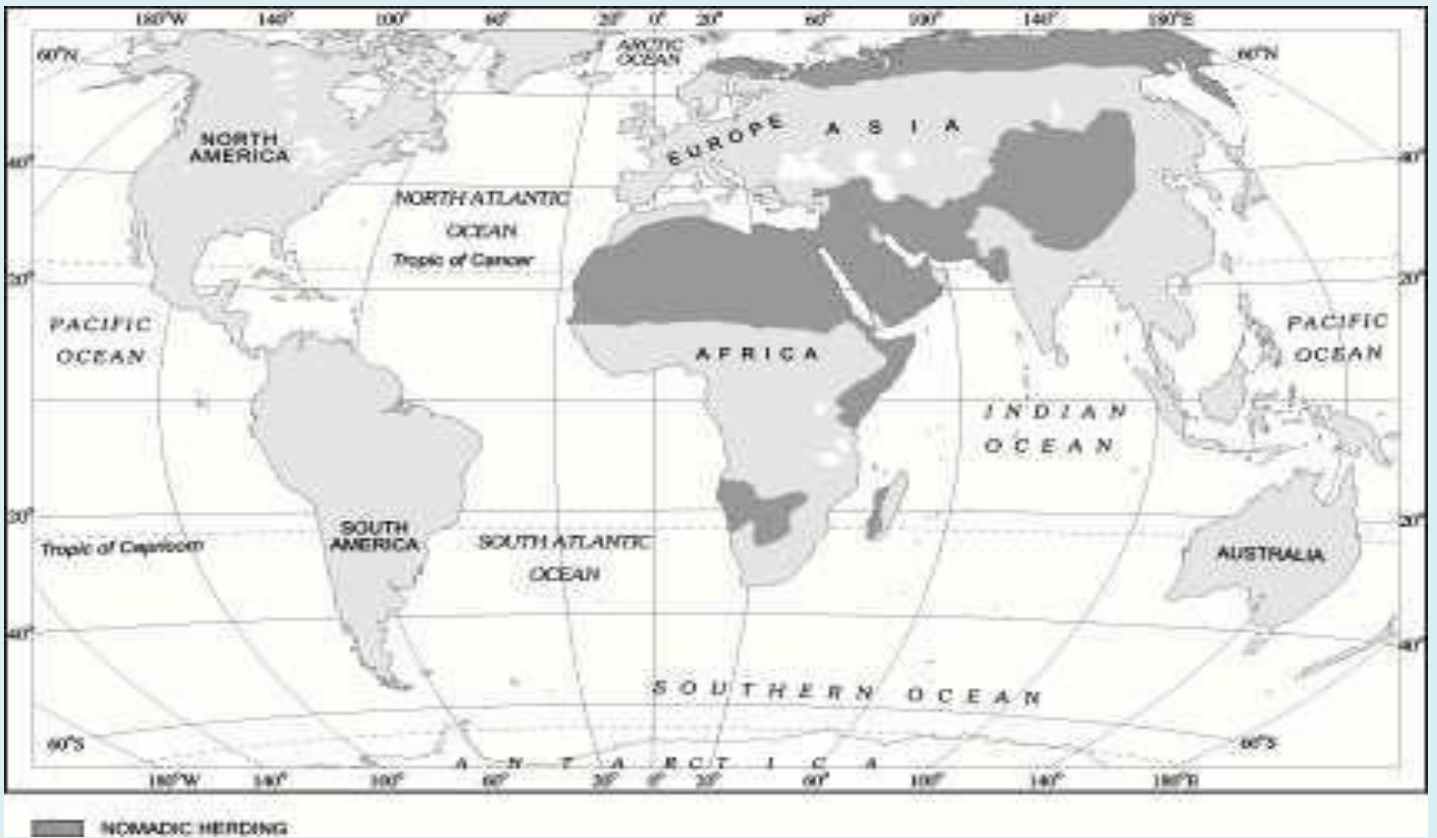 180°W 140° 100° 60° 20° 0° 20° 60° 100° 140° 180°E
ARCTIC
OCEAN
60°N 60°N
NORTH
AMERICA
EUROPE
ASIA
40° 40°
NORTH ATLANTIC
OCEAN
Tropic of Cancer
20° 20°
PACIFIC
OCEAN
AFRICA
PACIFIC
OCEAN
INDIAN
OCEAN
20° 20°
SOUTH
AMERICA
Tropic of Capricorn
SOUTH ATLANTIC
OCEAN
AUSTRALIA
40° 40°
SOUTHERN OCEAN
60°S 60°S
ANTARCTICA
180°W 140° 100° 60° 20° 0° 20° 60° 100° 140° 180°E
NOMADIC HERDING